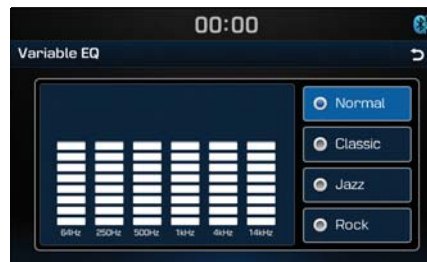 00:00
Variable EQ
Normal
Classic
Jazz
Rock
64Hz 250Hz 500Hz 1kHz 4kHz 14kHz